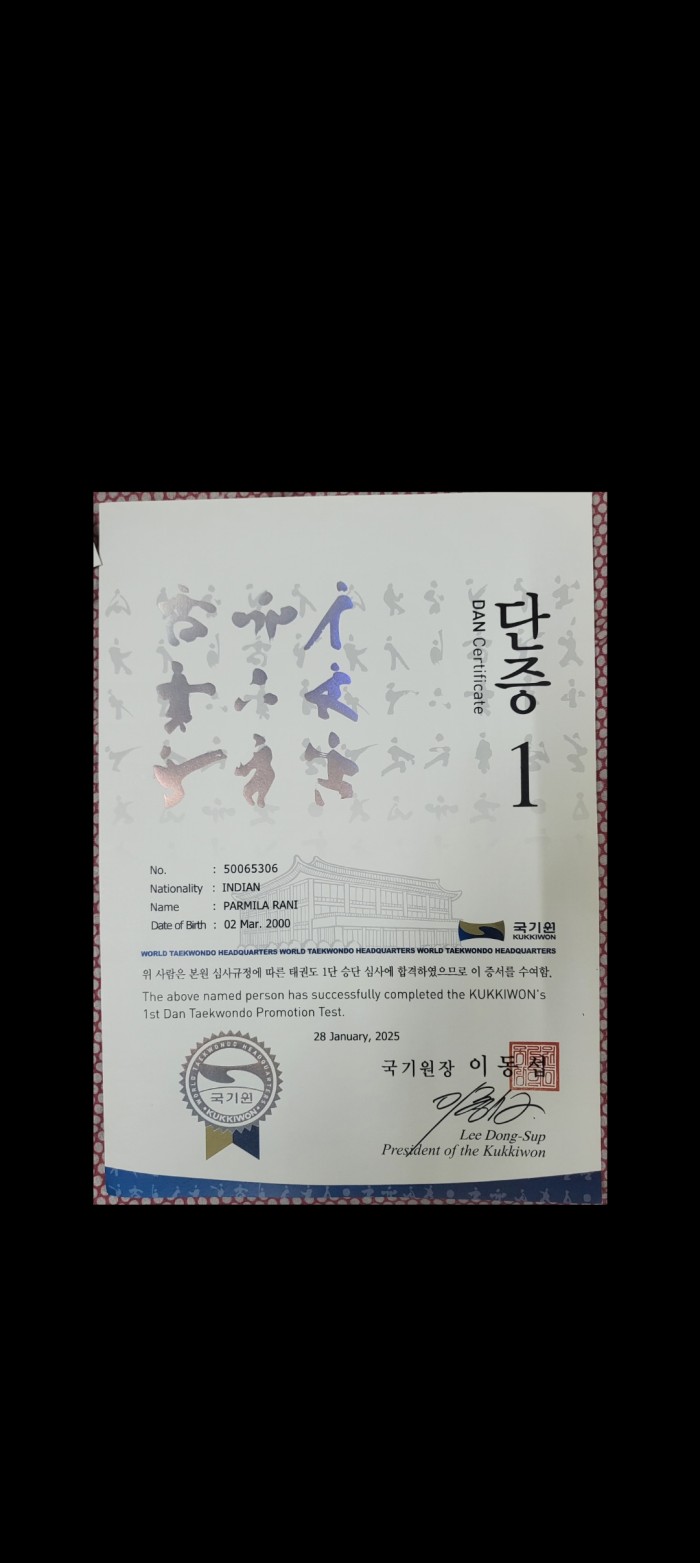 단증 1
DAN Certificate
No. : 50065306
Nationality : INDIAN
Name : PARMILA RANI
Date of Birth : 02 Mar. 2000
국기원
KUKKIWON
WORLD TAEKWONDO HEADQUARTERS WORLD TAEKWONDO HEADQUARTERS WORLD TAEKWONDO HEADQUARTERS
위 사람은 본원 심사규정에 따른 태권도 1단 승단 심사에 합격하였으므로 이 증서를 수여함.
The above named person has successfully completed the KUKKIWON's
1st Dan Taekwondo Promotion Test.
28 January, 2025
WORLD TAEKWONDO HEADQUARTERS
국기원
KUKKIWON
국기원장 이동섭
Lee Dong-Sup
President of the Kukkiwon